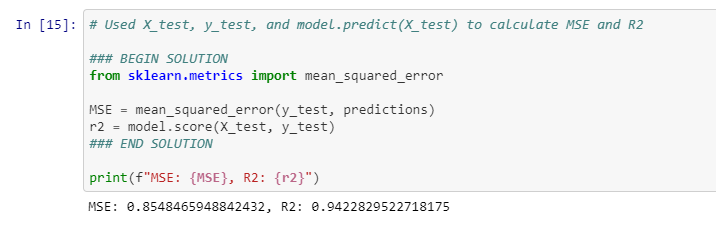 In [15]: # Used X_test, y_test, and model.predict(X_test) to calculate MSE and R2
### BEGIN SOLUTION
from sklearn.metrics import mean_squared_error
MSE = mean_squared_error(y_test, predictions)
r2 = model.score(X_test, y_test)
### END SOLUTION
print(f"MSE: {MSE}, R2: {r2}")
MSE: 0.8548465948842432, R2: 0.9422829522718175